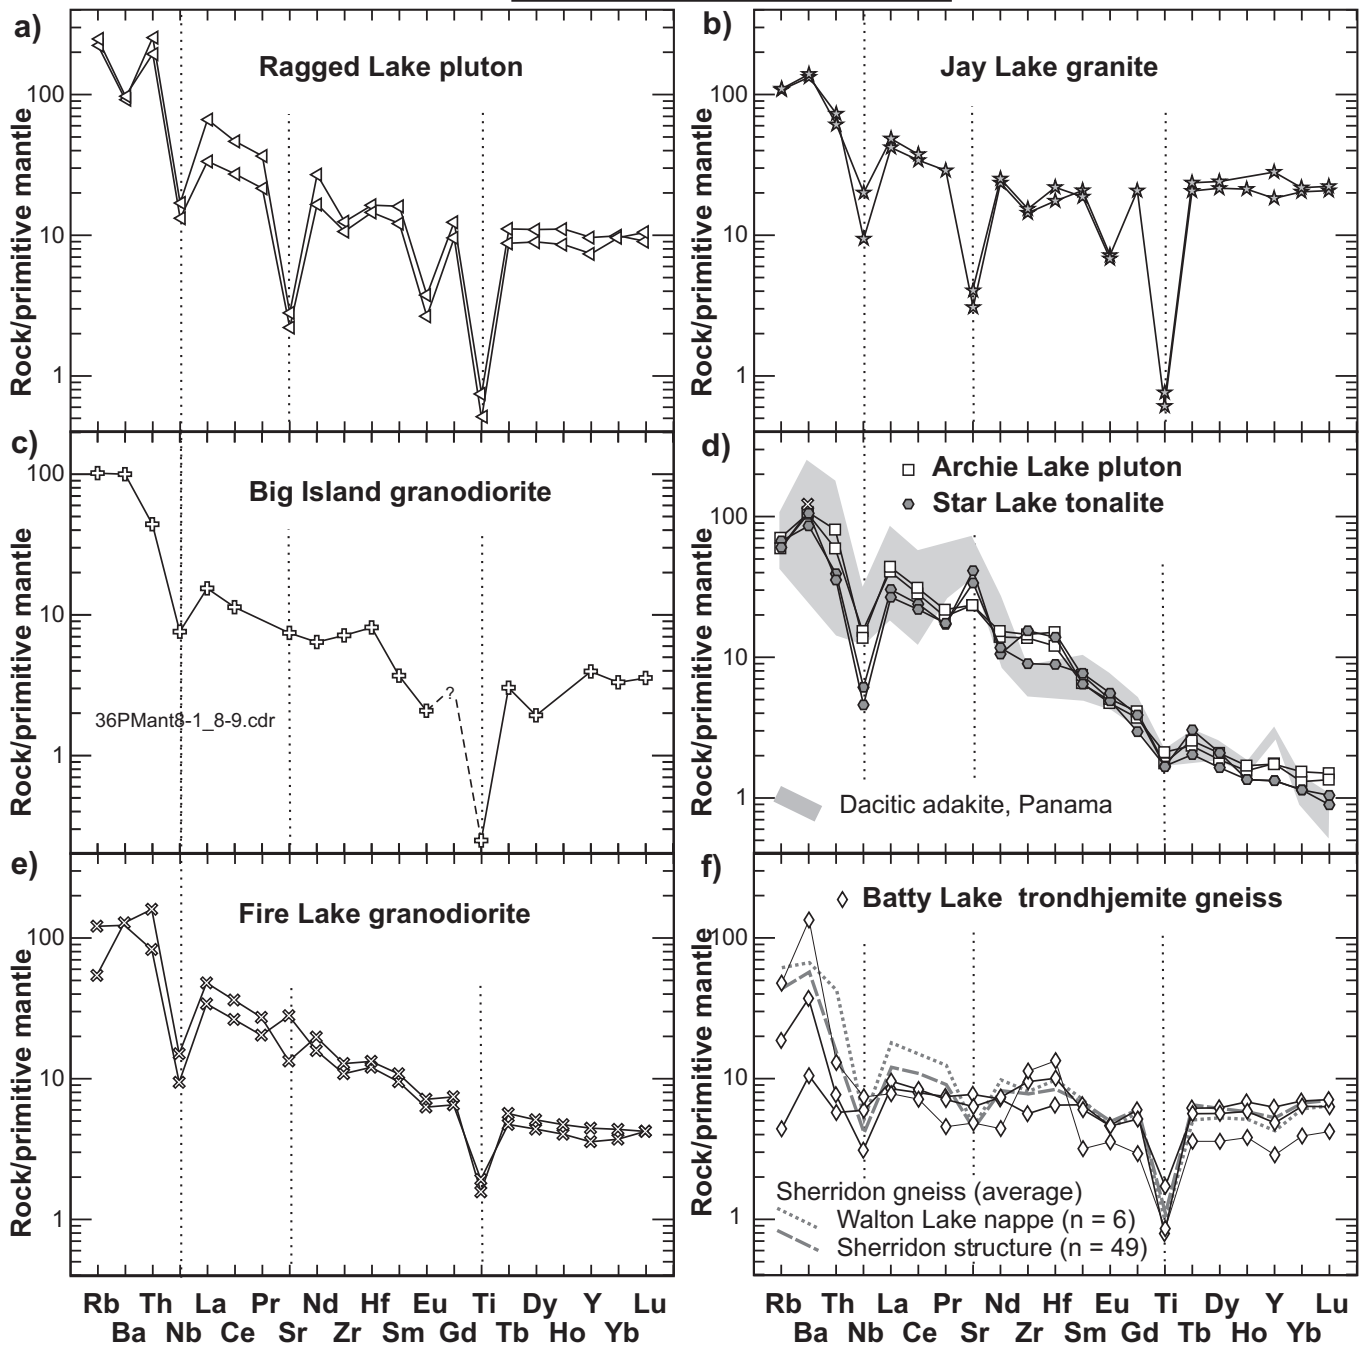 a)
Ragged Lake pluton
Rock/primitive mantle
100
10
1
b)
Jay Lake granite
Rock/primitive mantle
100
10
1
c)
Big Island granodiorite
Rock/primitive mantle
100
10
1
?
36PMant8-1_8-9.cdr
d)
Archie Lake pluton
Star Lake tonalite
Rock/primitive mantle
100
10
1
Dacitic adakite, Panama
e)
Fire Lake granodiorite
Rock/primitive mantle
100
10
1
f)
Batty Lake trondhjemite gneiss
Rock/primitive mantle
100
10
1
Sherridon gneiss (average)
Walton Lake nappe (n = 6)
Sherridon structure (n = 49)
Rb Th La Pr Nd Hf Eu Ti Dy Y Lu
Ba Nb Ce Sr Zr Sm Gd Tb Ho Yb
Rb Th La Pr Nd Hf Eu Ti Dy Y Lu
Ba Nb Ce Sr Zr Sm Gd Tb Ho Yb